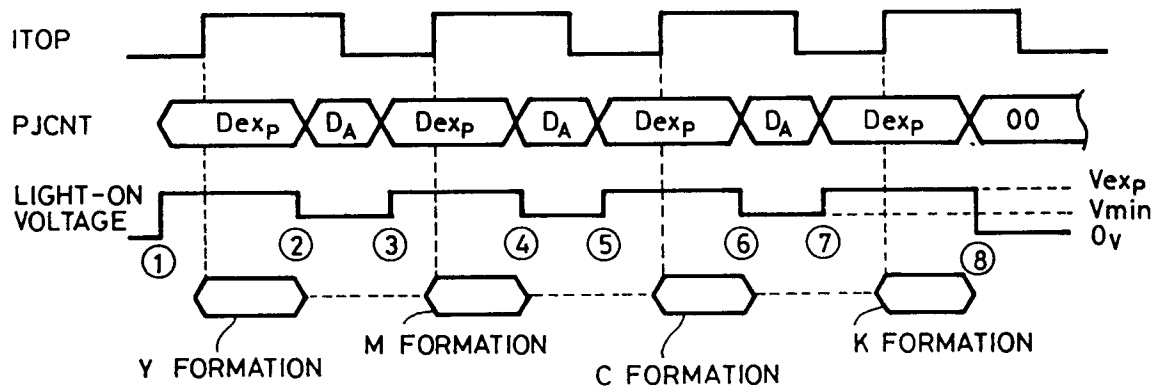 ITOP
PJCNT Dexp DA Dexp DA Dexp DA Dexp 00
LIGHT-ON
VOLTAGE
Vexp
Vmin
0v
① ② ③ ④ ⑤ ⑥ ⑦ ⑧
Y FORMATION
M FORMATION
C FORMATION
K FORMATION